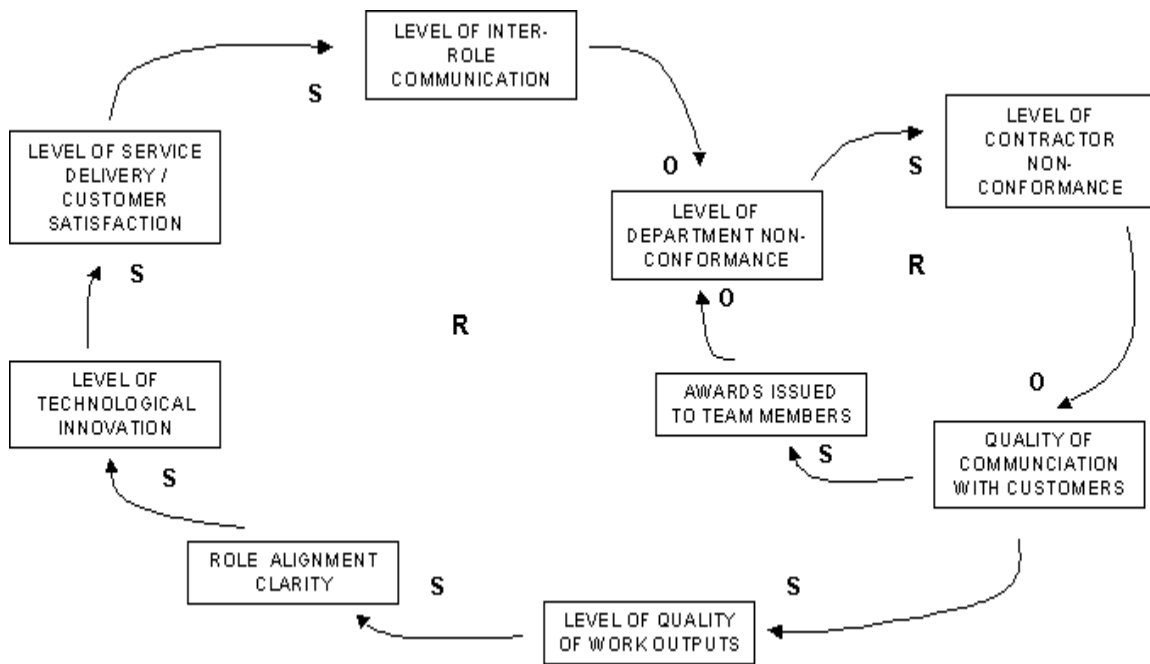 LEVEL OF INTER-
ROLE
COMMUNICATION
S
LEVEL OF
CONTRACTOR
NON-
CONFORMANCE
S
LEVEL OF SERVICE
DELIVERY /
CUSTOMER
SATISFACTION
S
O
LEVEL OF
DEPARTMENT NON-
CONFORMANCE
O
R
R
LEVEL OF
TECHNOLOGICAL
INNOVATION
S
AWARDS ISSUED
TO TEAM MEMBERS
S
O
QUALITY OF
COMMUNCIATION
WITH CUSTOMERS
ROLE ALIGNMENT
CLARITY
S
S
LEVEL OF QUALITY
OF WORK OUTPUTS